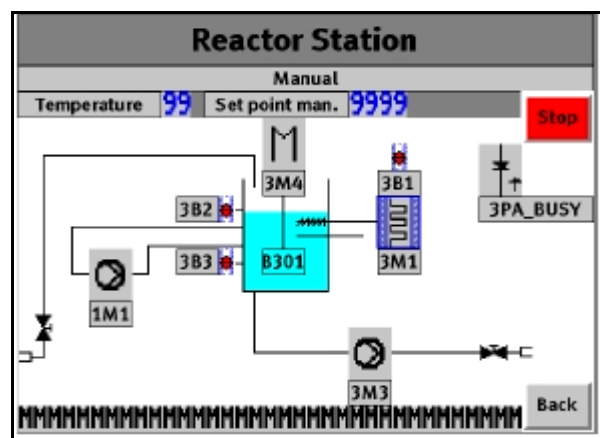 Reactor Station
Manual
Temperature 99 Set point man. 9999
Stop
M
3M4
3B1
3B2
3PA_BUSY
3B3
B301
3M1
1M1
3M3
Back